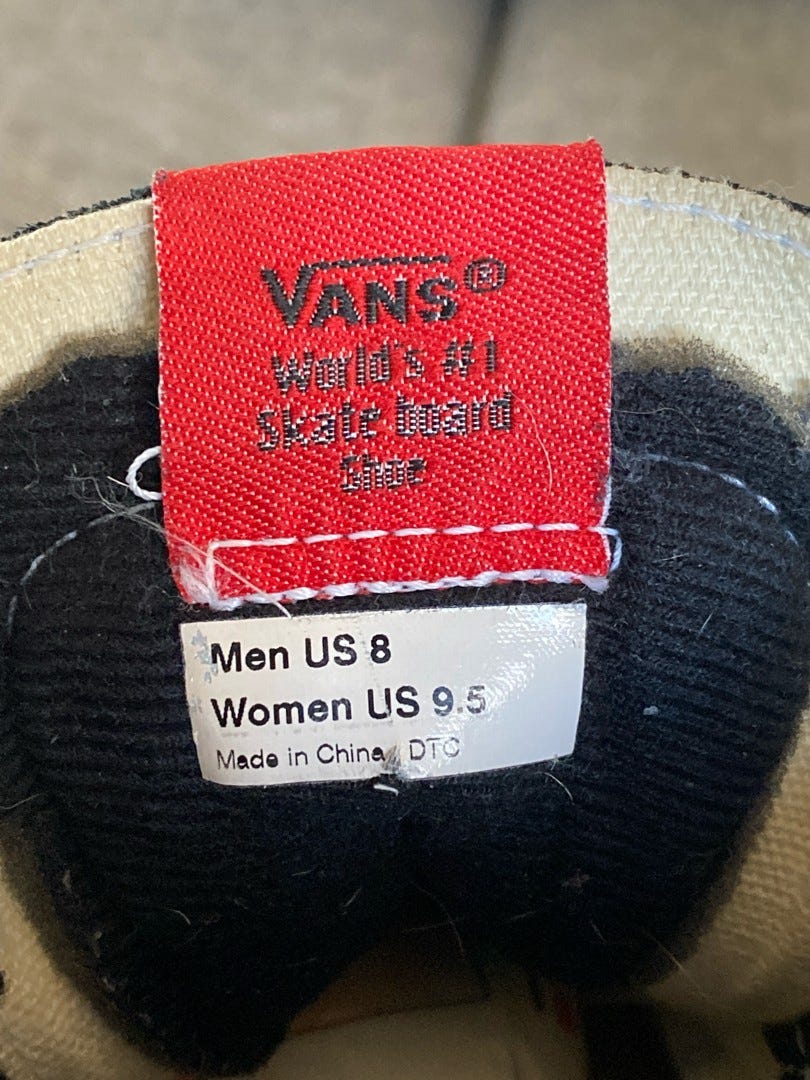 VANS®
World's #1
Skate board
Shoe
Men US 8
Women US 9.5
Made in China DTC